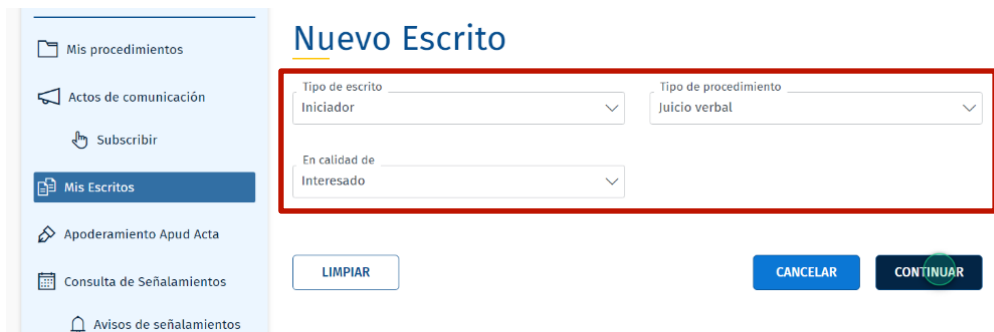 Mis procedimientos
Actos de comunicación
Subscribir
Mis Escritos
Apoderamiento Apud Acta
Consulta de Señalamientos
Avisos de señalamientos
Nuevo Escrito
Tipo de escrito
Iniciador
Tipo de procedimiento
Juicio verbal
En calidad de
Interesado
LIMPIAR
CANCELAR
CONTINUAR